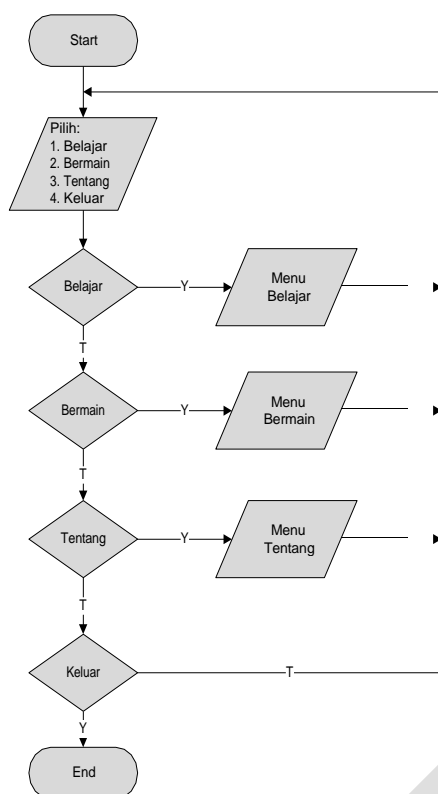 Start
Pilih:
1. Belajar
2. Bermain
3. Tentang
4. Keluar
Belajar
Y
Menu
Belajar
T
Bermain
Y
Menu
Bermain
T
Tentang
Y
Menu
Tentang
T
Keluar
T
Y
End